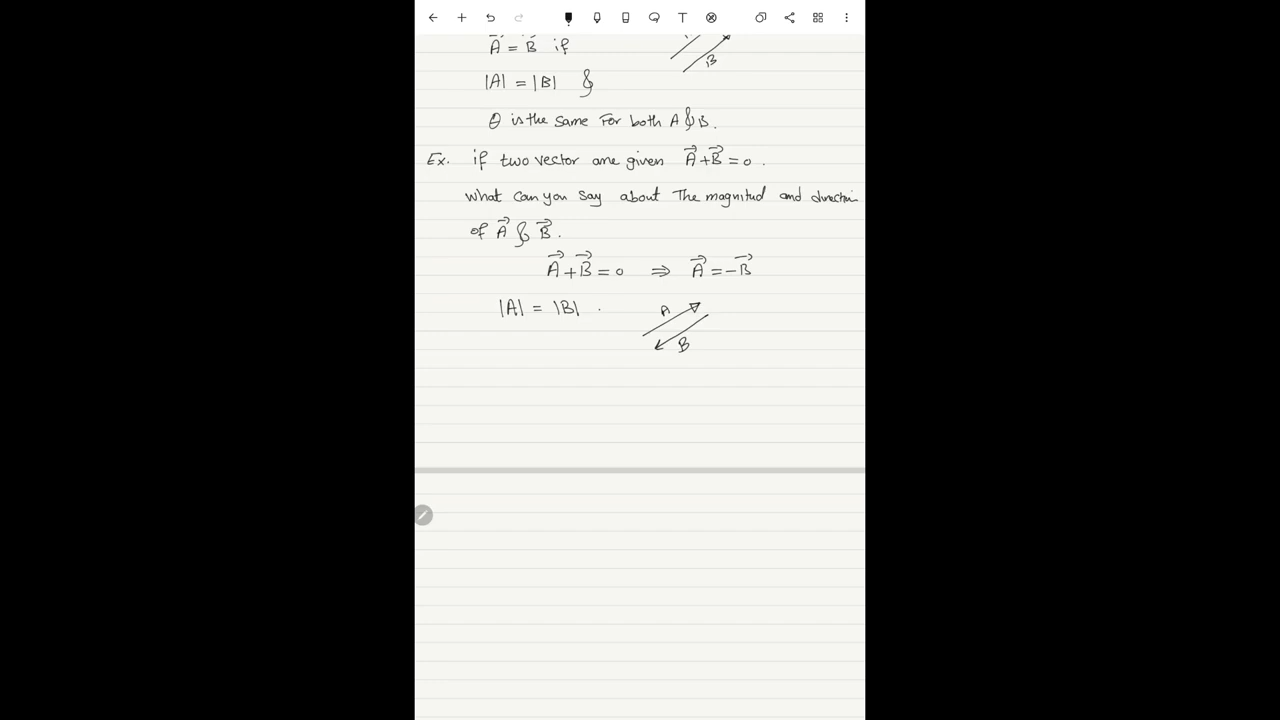 A⃗ = B⃗ if
B
|A| = |B| &
θ is the same For both A & B.
Ex. if two vector are given A⃗+B⃗ = 0.
What can you say about The magnitud and direction
of A⃗ & B⃗.
A⃗+B⃗ = 0 ⇒ A⃗ = -B⃗
|A| = |B| .
A
B